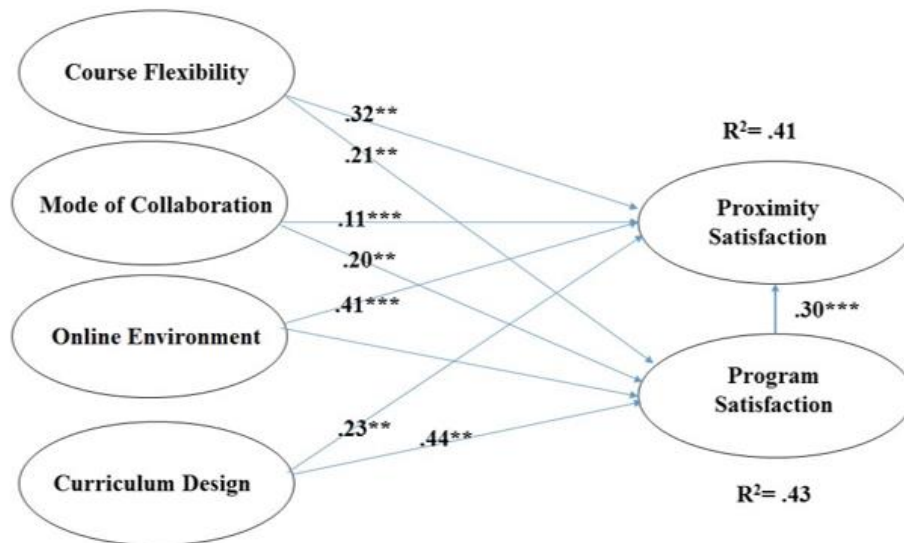 Course Flexibility
.32**
R²= .41
.21**
Mode of Collaboration
.11***
Proximity
Satisfaction
.20**
.41***
.30***
Online Environment
Program
Satisfaction
.23**
.44**
Curriculum Design
R²= .43